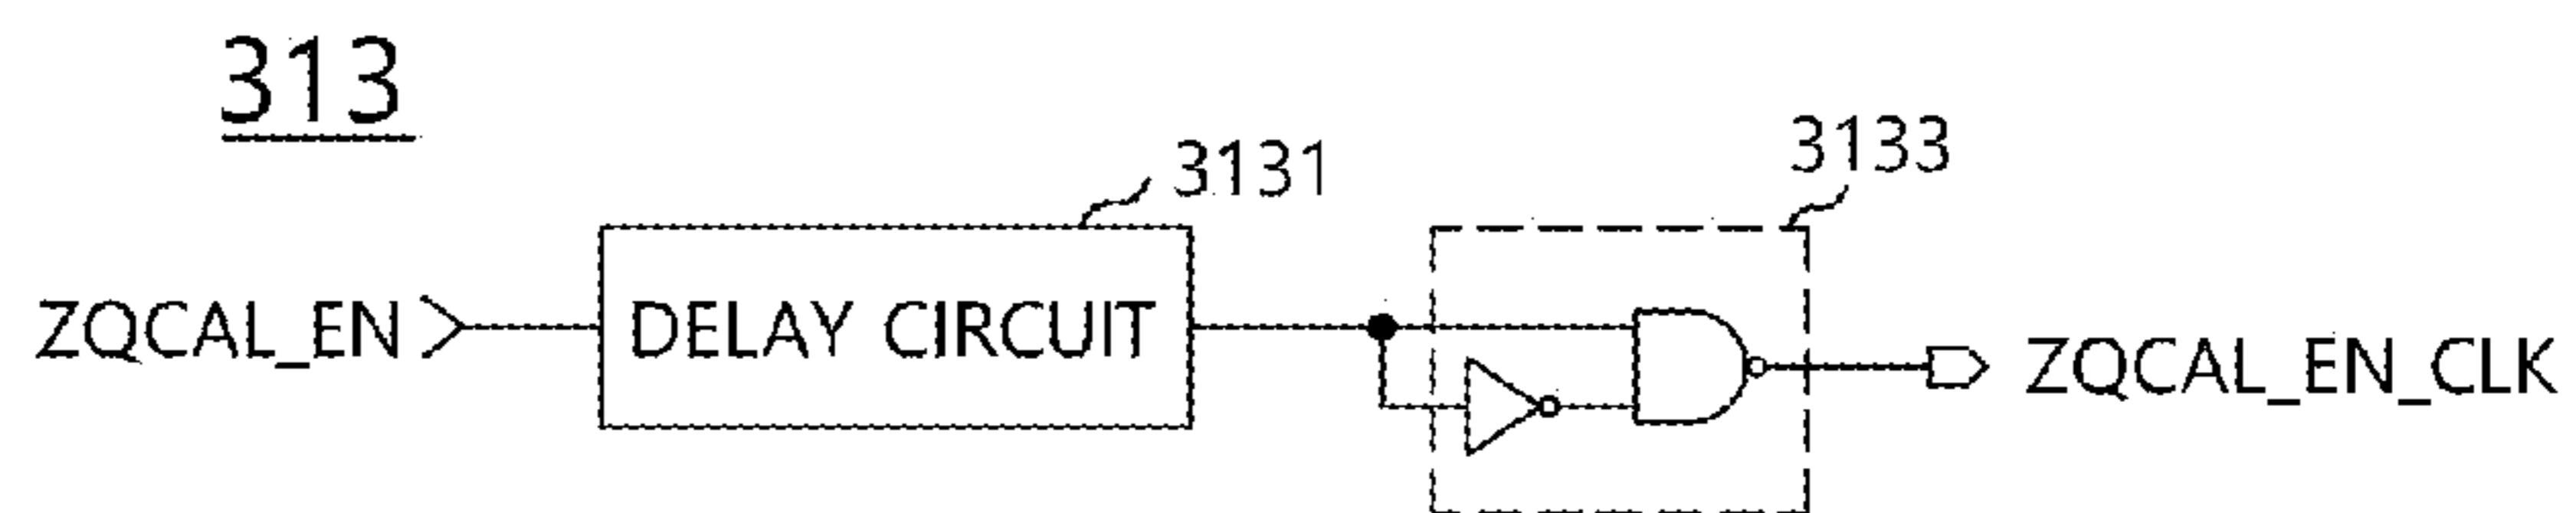 313
3131
3133
ZQCAL_EN
DELAY CIRCUIT
ZQCAL_EN_CLK